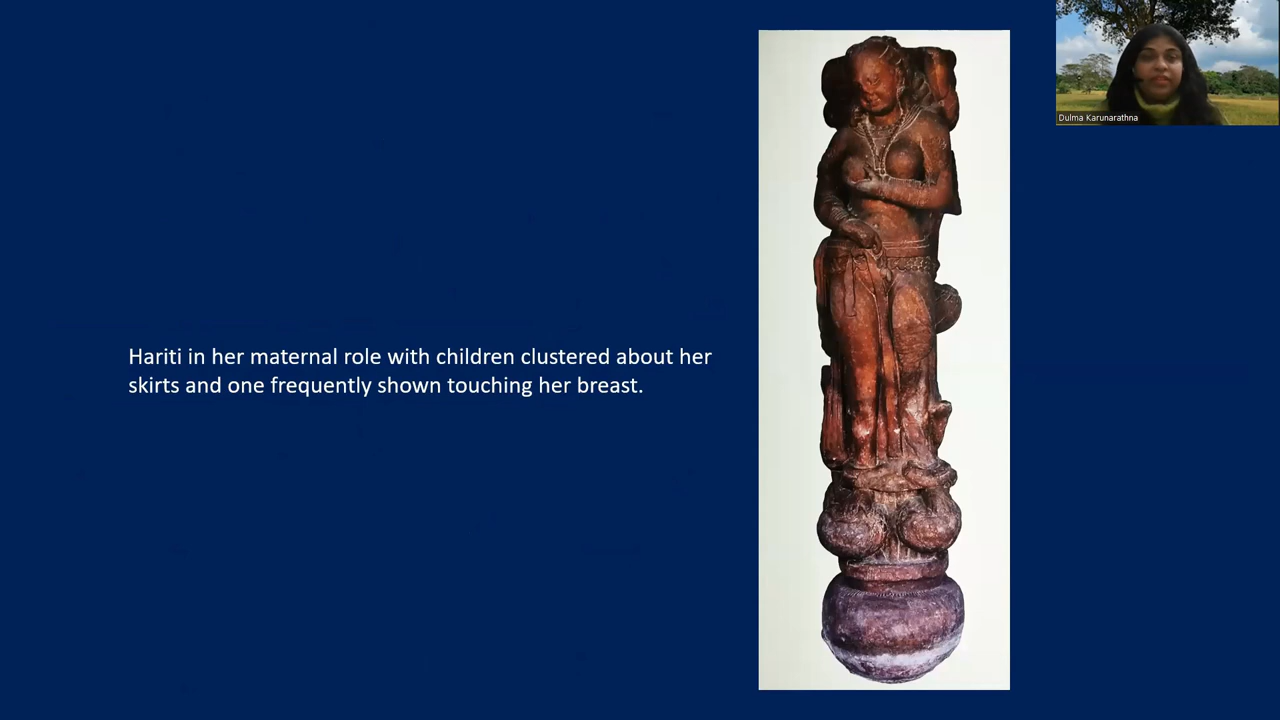 Dulma Karunarathna
Hariti in her maternal role with children clustered about her
skirts and one frequently shown touching her breast.